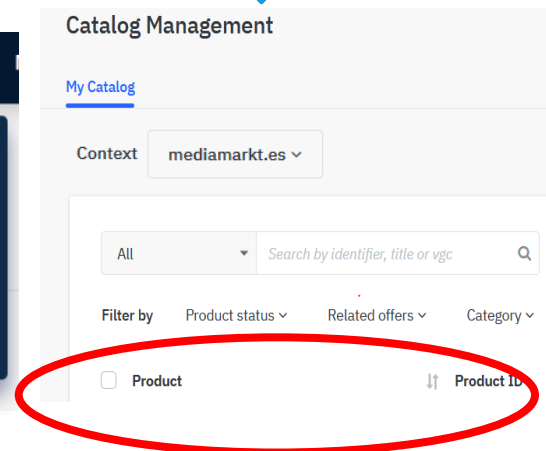 Catalog Management
My Catalog
Context mediamarkt.es
All Search by identifier, title or vgc
Filter by Product status Related offers Category
Product Product ID